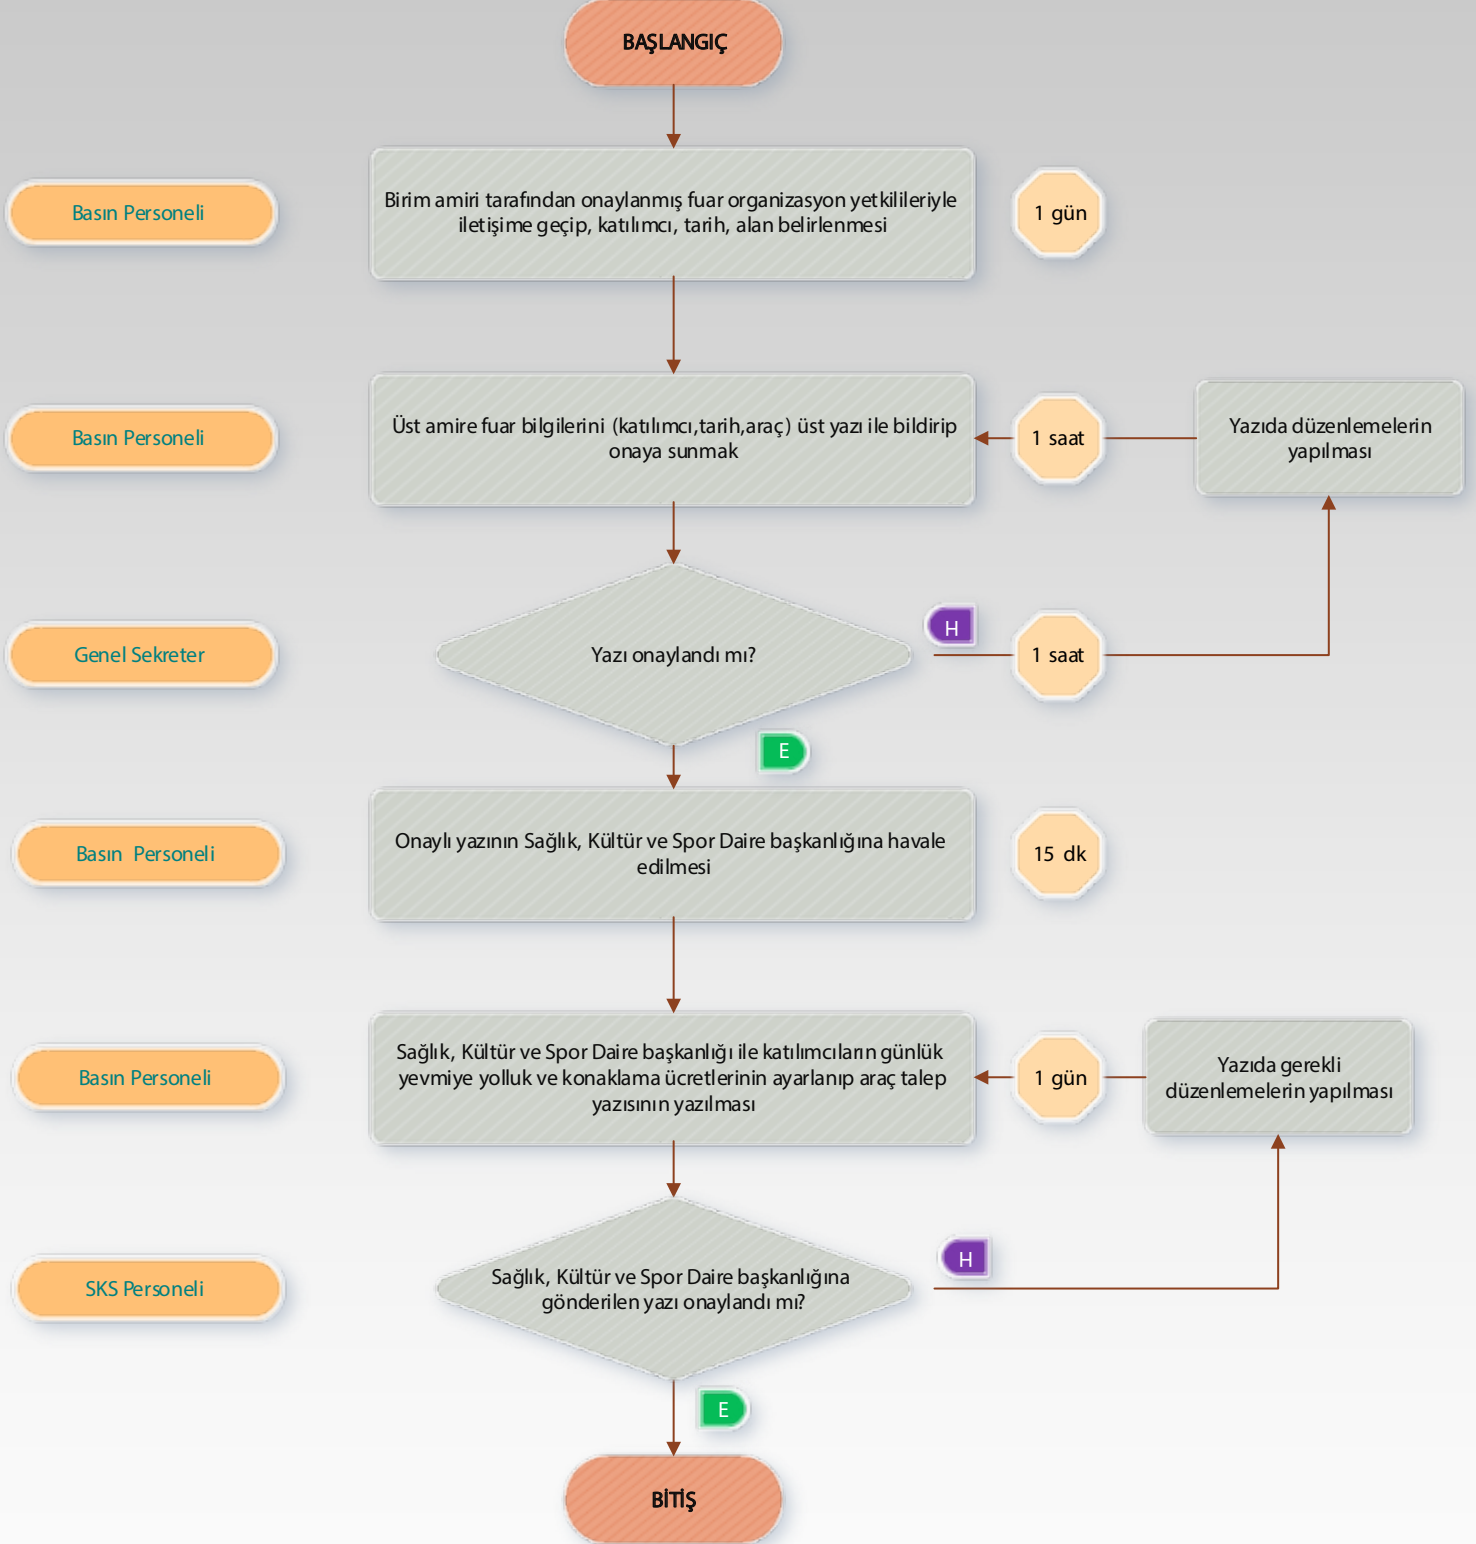 BAŞLANGIÇ
Basın Personeli
Birim amiri tarafından onaylanmış fuar organizasyon yetkilileriyle
iletişime geçip, katılımcı, tarih, alan belirlenmesi
1 gün
Basın Personeli
Üst amire fuar bilgilerini (katılımcı,tarih,araç) üst yazı ile bildirip
onaya sunmak
1 saat
Yazıda düzenlemelerin
yapılması
Genel Sekreter
Yazı onaylandı mı?
H
1 saat
E
Basın Personeli
Onaylı yazının Sağlık, Kültür ve Spor Daire başkanlığına havale
edilmesi
15 dk
Basın Personeli
Sağlık, Kültür ve Spor Daire başkanlığı ile katılımcıların günlük
yevmiye yolluk ve konaklama ücretlerinin ayarlanıp araç talep
yazısının yazılması
1 gün
Yazıda gerekli
düzenlemelerin yapılması
SKS Personeli
Sağlık, Kültür ve Spor Daire başkanlığına
gönderilen yazı onaylandı mı?
H
E
BİTİŞ